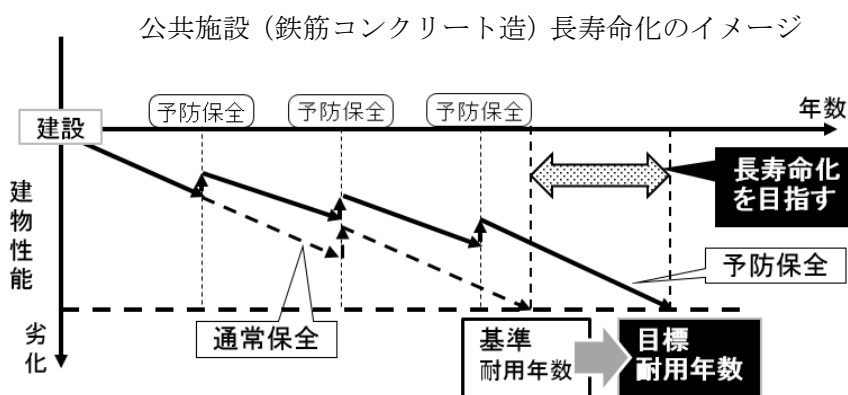 公共施設（鉄筋コンクリート造）長寿命化のイメージ
予防保全
予防保全
予防保全
年数
建設
長寿命化
を目指す
建物性能
予防保全
通常保全
劣化
基準
耐用年数
目標
耐用年数